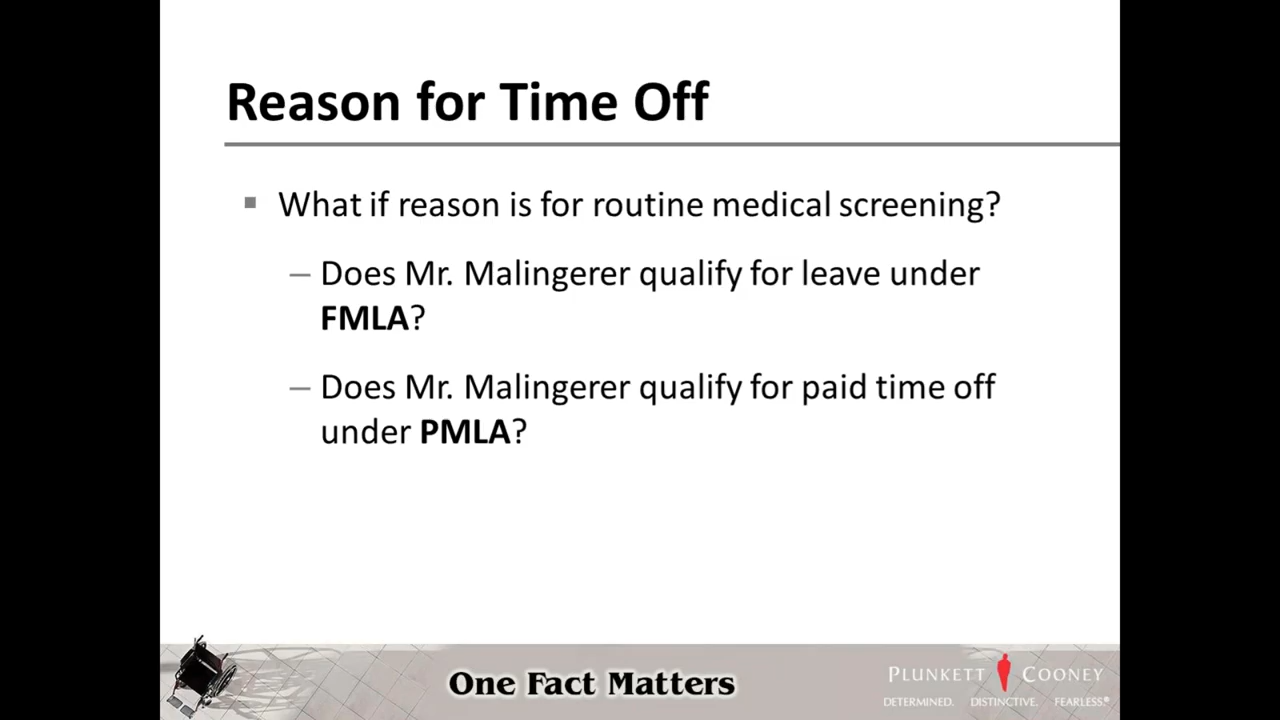 Reason for Time Off
▪ What if reason is for routine medical screening?
– Does Mr. Malingerer qualify for leave under
FMLA?
– Does Mr. Malingerer qualify for paid time off
under PMLA?
One Fact Matters
PLUNKETT COONEY
DETERMINED. DISTINCTIVE. FEARLESS.®